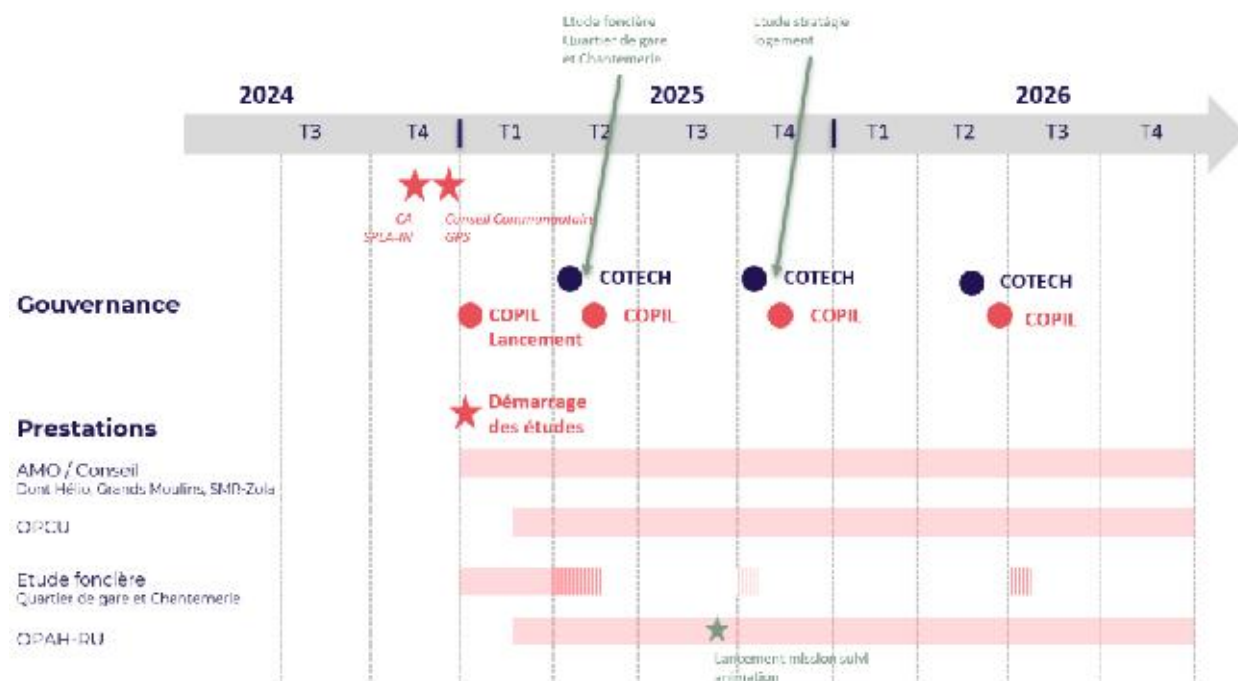 Etude foncière
Quartier de gare
et Chantemerle
Etude stratégie
logement
2024
2025
2026
T3
T4
T1
T2
T3
T4
T1
T2
T3
T4
CA
SPLA-IN
Conseil Communautaire
GPS
COTECH
COTECH
COTECH
Gouvernance
COPIL
Lancement
COPIL
COPIL
COPIL
Démarrage
des études
Prestations
AMO / Conseil
Dont Hélio, Grands Moulins, SMR-Zola
OPCU
Etude foncière
Quartier de gare et Chantemerle
OPAH-RU
Lancement mission suivi
animation